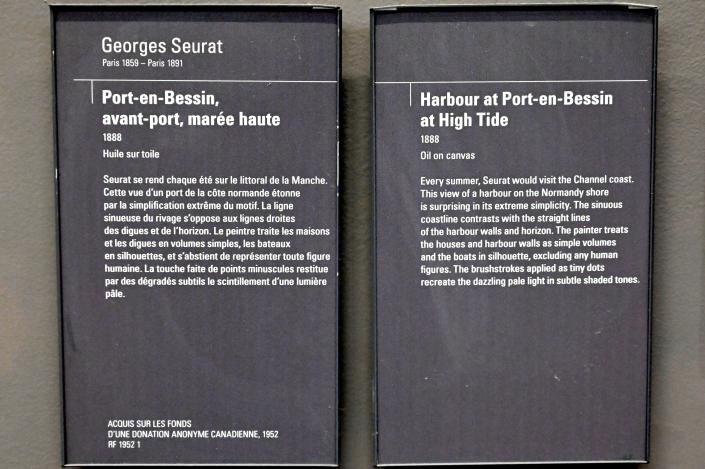 Georges Seurat
Paris 1859 – Paris 1891
Port-en-Bessin,
avant-port, marée haute
1888
Huile sur toile
Seurat se rend chaque été sur le littoral de la Manche.
Cette vue d'un port de la côte normande étonne
par la simplification extrême du motif. La ligne
sinueuse du rivage s'oppose aux lignes droites
des digues et de l'horizon. Le peintre traite les maisons
et les digues en volumes simples, les bateaux
en silhouettes, et s'abstient de représenter toute figure
humaine. La touche faite de points minuscules restitue
par des dégradés subtils le scintillement d'une lumière
pâle.
ACQUIS SUR LES FONDS
D'UNE DONATION ANONYME CANADIENNE, 1952
RF 1952 1
Harbour at Port-en-Bessin
at High Tide
1888
Oil on canvas
Every summer, Seurat would visit the Channel coast.
This view of a harbour on the Normandy shore
is surprising in its extreme simplicity. The sinuous
coastline contrasts with the straight lines
of the harbour walls and horizon. The painter treats
the houses and harbour walls as simple volumes
and the boats in silhouette, excluding any human
figures. The brushstrokes applied as tiny dots
recreate the dazzling pale light in subtle shaded tones.